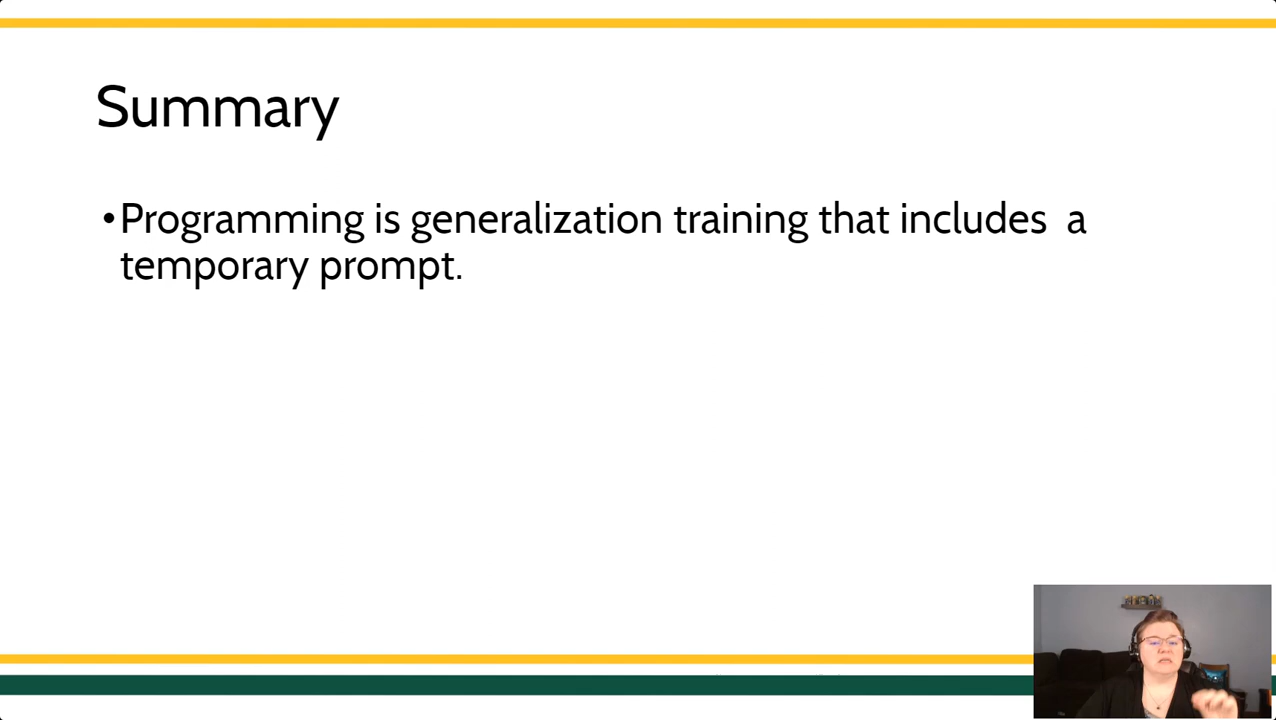 Summary
•Programming is generalization training that includes  a
temporary prompt.